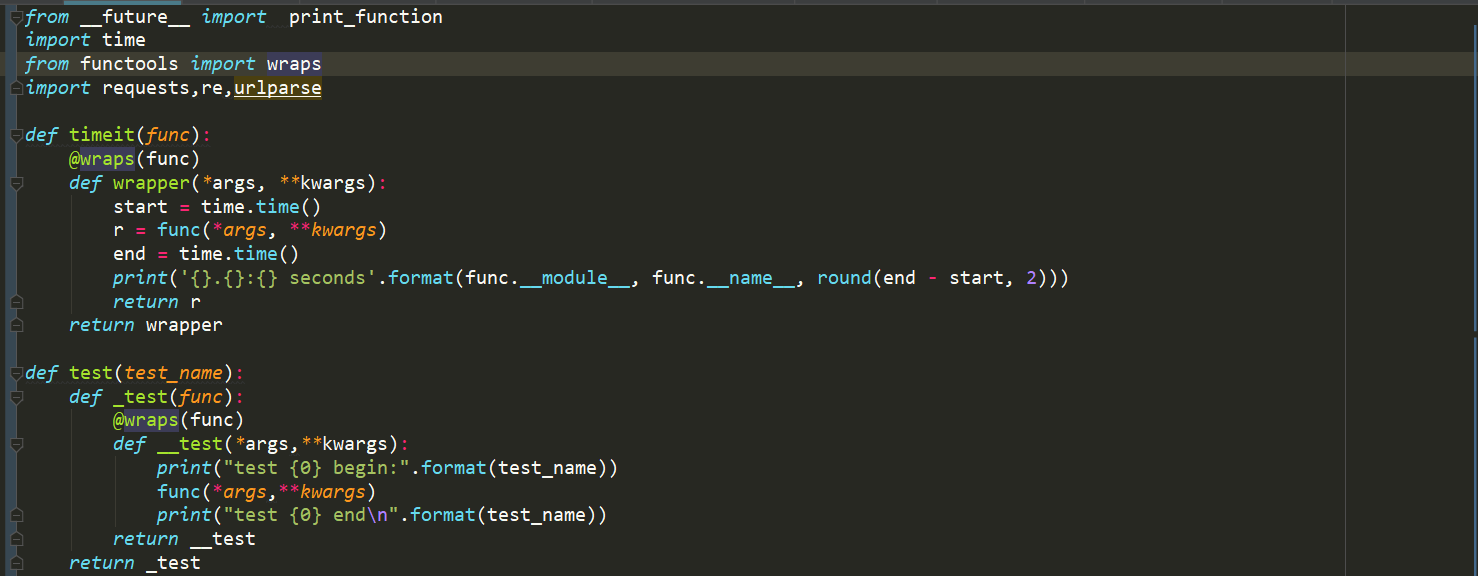 from __future__ import  print_function
import time
from functools import wraps
import requests,re,urlparse

def timeit(func):
    @wraps(func)
    def wrapper(*args, **kwargs):
        start = time.time()
        r = func(*args, **kwargs)
        end = time.time()
        print('{}.{}:{} seconds'.format(func.__module__, func.__name__, round(end - start, 2)))
        return r
    return wrapper

def test(test_name):
    def _test(func):
        @wraps(func)
        def __test(*args,**kwargs):
            print("test {0} begin:".format(test_name))
            func(*args,**kwargs)
            print("test {0} end\n".format(test_name))
        return __test
    return _test